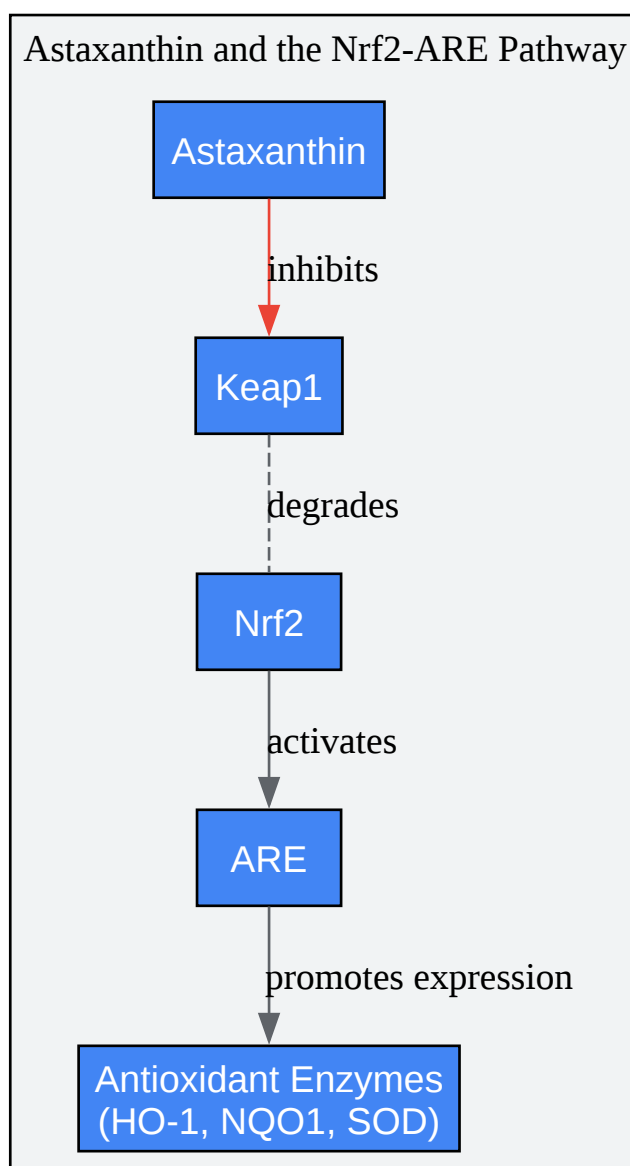 Astaxanthin and the Nrf2-ARE Pathway
Astaxanthin
inhibits
Keap1
degrades
Nrf2
activates
ARE
promotes expression
Antioxidant Enzymes
(HO-1, NQO1, SOD)